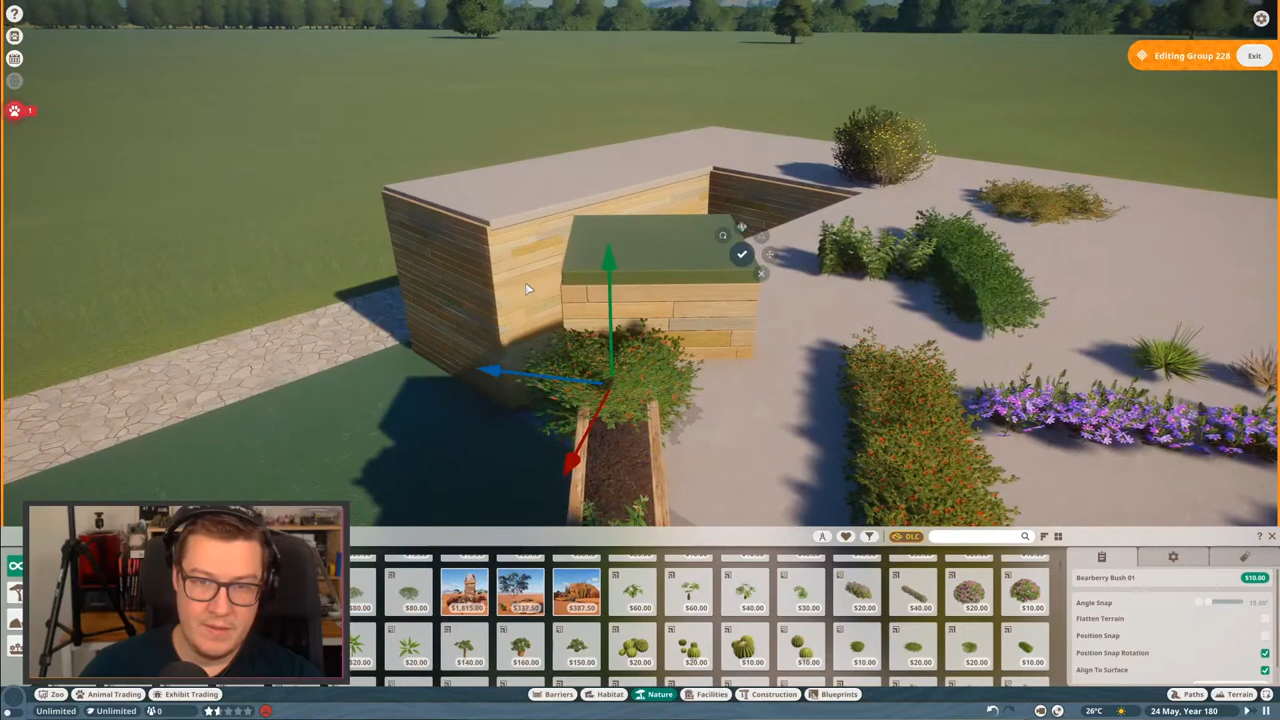 ?
Editing Group 228
Exit
1
DLC
?
$80.00
$80.00
$1,815.00
$337.50
$387.50
$60.00
$60.00
$40.00
$30.00
$20.00
$40.00
$20.00
$10.00
Bearberry Bush 01
$10.00
Angle Snap
15.00°
Flatten Terrain
Position Snap
Position Snap Rotation
Align To Surface
$20.00
$140.00
$160.00
$150.00
$20.00
$20.00
$10.00
$10.00
$20.00
$20.00
$10.00
Zoo
Animal Trading
Exhibit Trading
Barriers
Habitat
Nature
Facilities
Construction
Blueprints
Paths
Terrain
Unlimited
Unlimited
0
26°C
24 May, Year 180